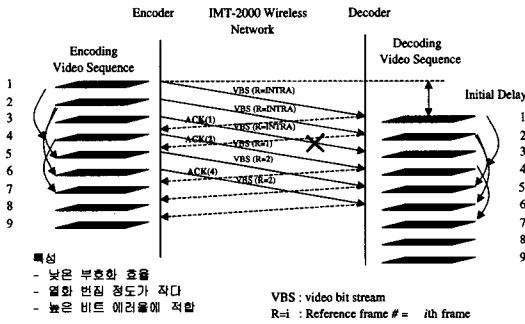 Encoder
IMT-2000 Wireless
Network
Decoder
Encoding
Video Sequence
Decoding
Video Sequence
Initial Delay
1
2
3
4
5
6
7
8
9
VBS (R=INTRA)
VBS (R=INTRA)
ACK(1)
VBS (R=INTRA)
VBS (R=1)
VBS (R=2)
ACK(4)
VBS (R=2)
1
2
3
4
5
6
7
8
9
특성
- 낮은 부호화 효율
- 열화 번짐 정도가 작다
- 높은 비트 에러율에 적합
VBS : video bit stream
R=i : Reference frame # = ith frame